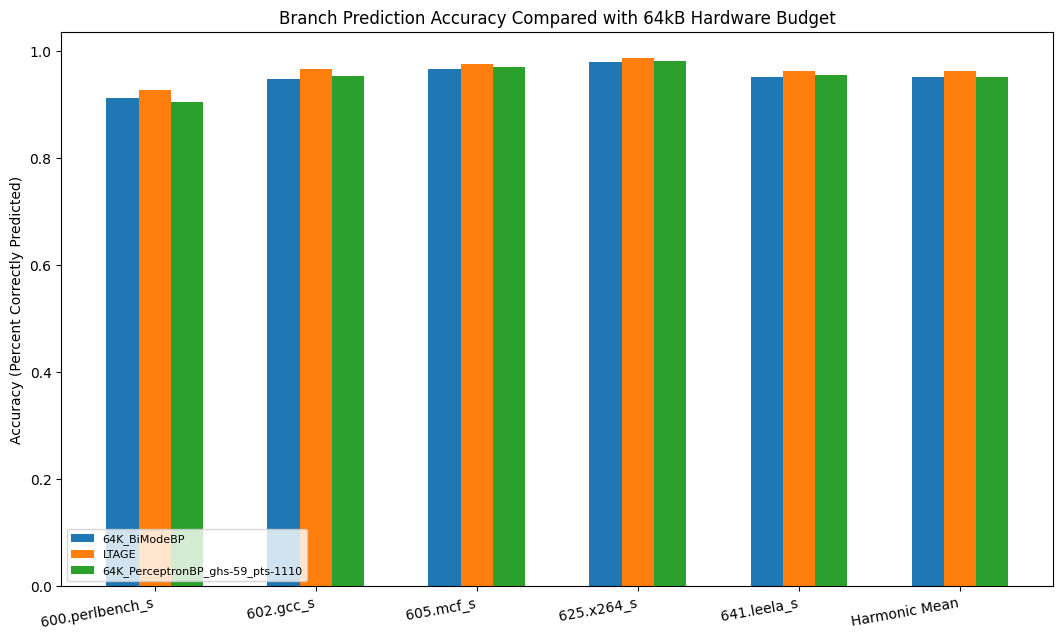 Branch Prediction Accuracy Compared with 64kB Hardware Budget
Accuracy (Percent Correctly Predicted)
1.0
0.8
0.6
0.4
0.2
0.0
64K_BiModeBP
LTAGE
64K_PerceptronBP_ghs-59_pts-1110
600.perlbench_s
602.gcc_s
605.mcf_s
625.x264_s
641.leela_s
Harmonic Mean